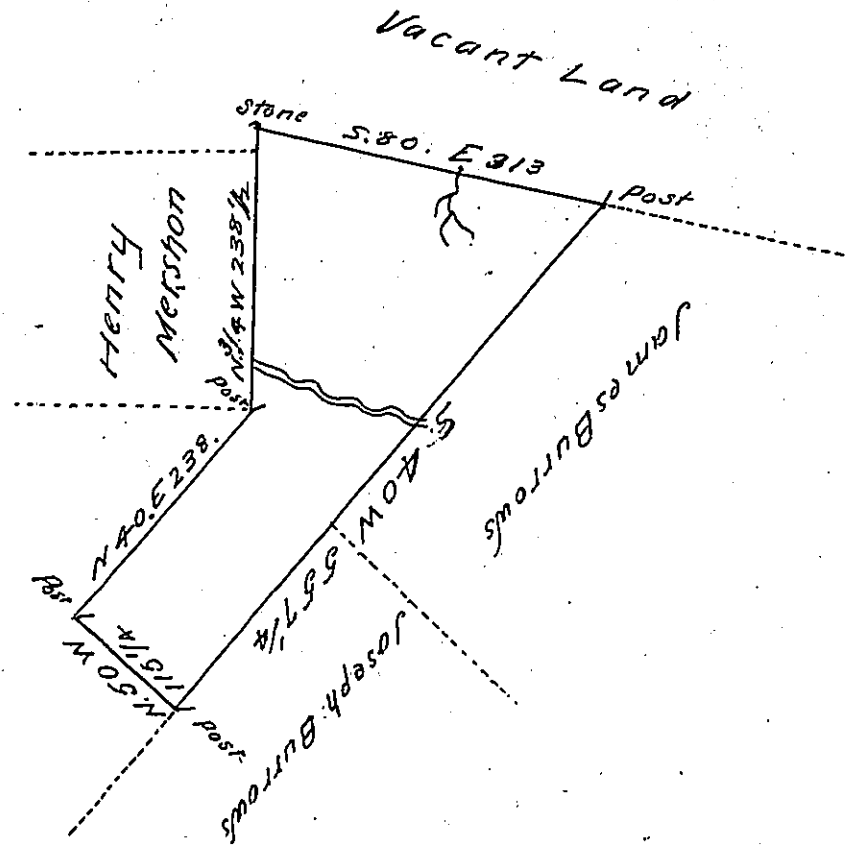 Vacant Land
Stone
S. 80. E 313
Post
Henry
Mershon
N. 3/4 W 238 1/2
Post
James Burrows
S. 40 W 557 1/4
N 40. E 238.
Post
N. 50 W
115 1/4
Post
Joseph Burrows